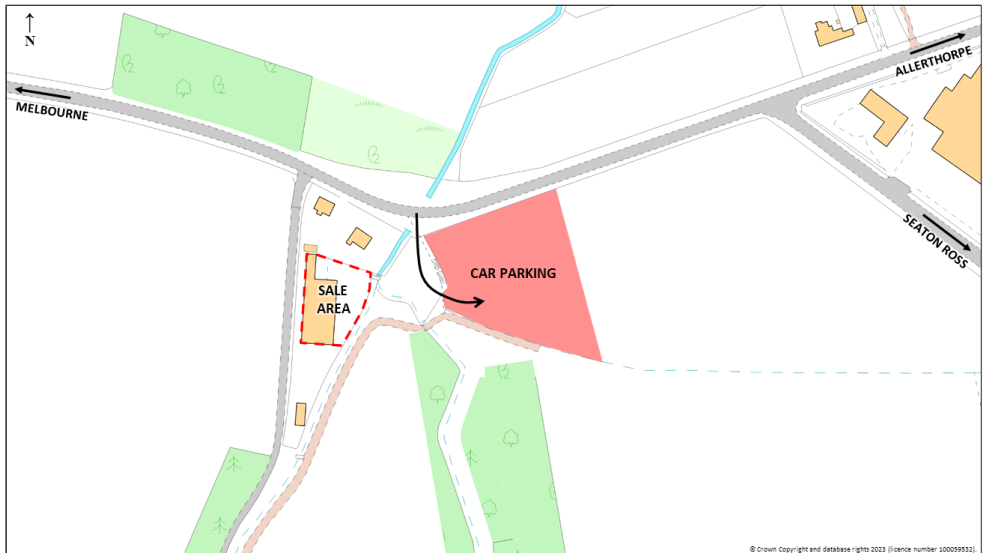 N
MELBOURNE
ALLERTHORPE
SEATON ROSS
CAR PARKING
SALE
AREA
© Crown Copyright and database rights 2023 (licence number 100059532).